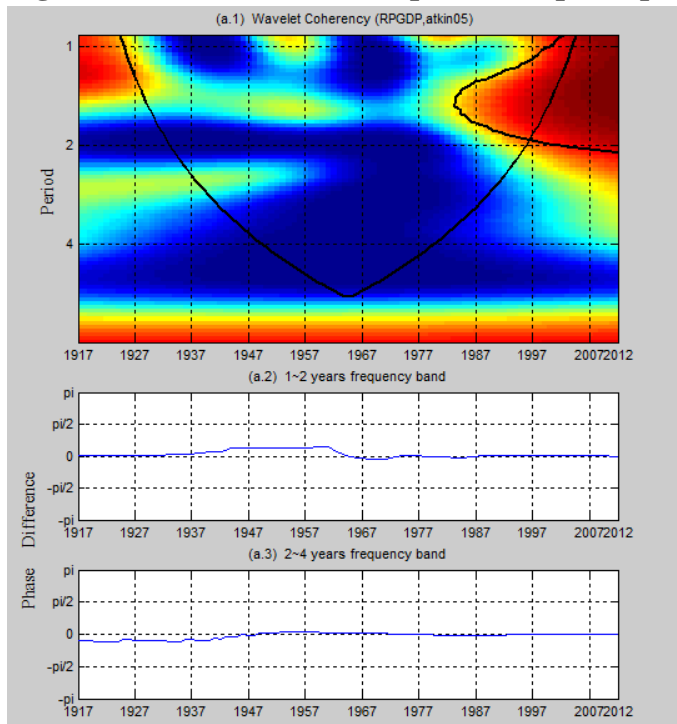 (a.1) Wavelet Coherency (RPGDP,atkin05)
1
2
4
Period
1917 1927 1937 1947 1957 1967 1977 1987 1997 20072012
(a.2) 1~2 years frequency band
pi
pi/2
0
-pi/2
-pi
1917 1927 1937 1947 1957 1967 1977 1987 1997 20072012
(a.3) 2~4 years frequency band
pi
pi/2
0
-pi/2
-pi
Phase Difference
1917 1927 1937 1947 1957 1967 1977 1987 1997 20072012